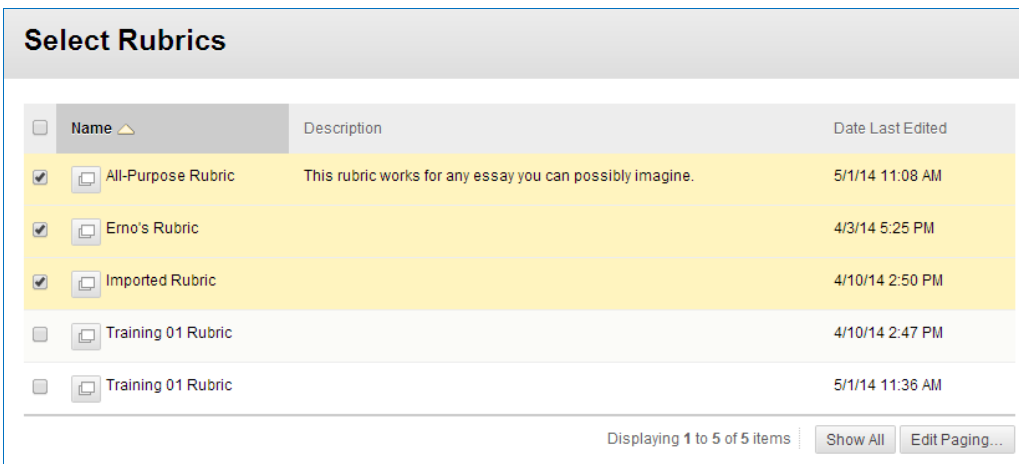 Select Rubrics
Name Description Date Last Edited
All-Purpose Rubric This rubric works for any essay you can possibly imagine. 5/1/14 11:08 AM
Erno's Rubric 4/3/14 5:25 PM
Imported Rubric 4/10/14 2:50 PM
Training 01 Rubric 4/10/14 2:47 PM
Training 01 Rubric 5/1/14 11:36 AM
Displaying 1 to 5 of 5 items Show All Edit Paging...